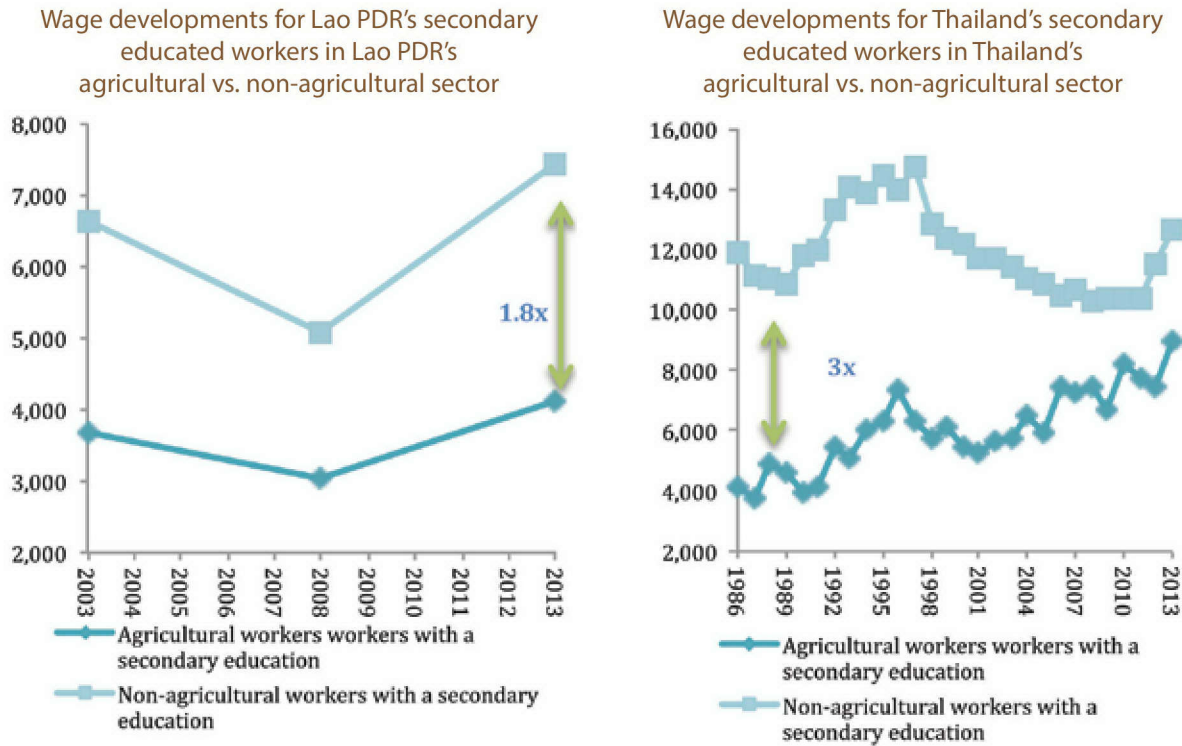 Wage developments for Lao PDR's secondary
educated workers in Lao PDR's
agricultural vs. non-agricultural sector
8,000
7,000
6,000
5,000
4,000
3,000
2,000
1.8x
2003
2004
2005
2006
2007
2008
2009
2010
2011
2012
2013
Agricultural workers workers with a
secondary education
Non-agricultural workers with a secondary
education
Wage developments for Thailand's secondary
educated workers in Thailand's
agricultural vs. non-agricultural sector
16,000
14,000
12,000
10,000
8,000
6,000
4,000
2,000
3x
1986
1989
1992
1995
1998
2001
2004
2007
2010
2013
Agricultural workers workers with a
secondary education
Non-agricultural workers with a
secondary education